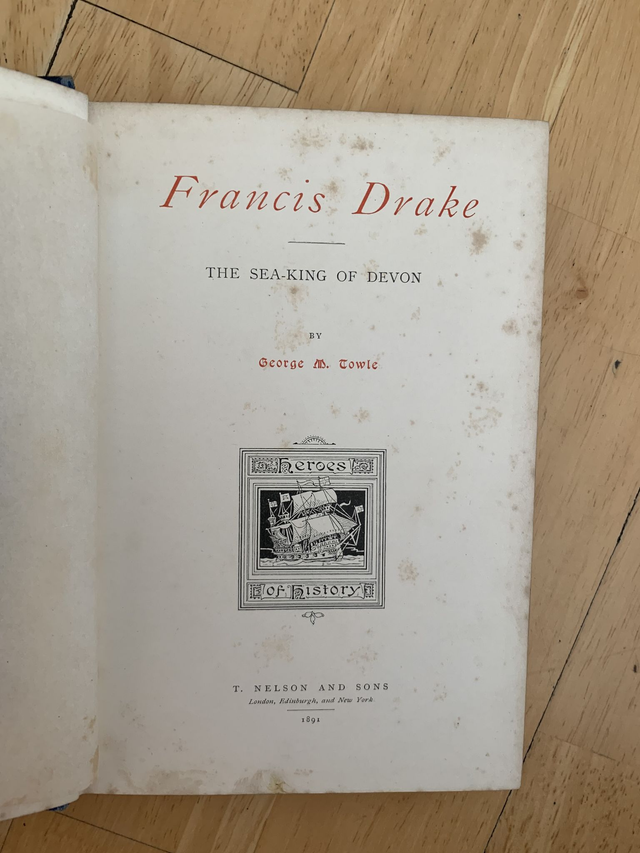 Francis Drake
THE SEA-KING OF DEVON
BY
George M. Towle
Heroes
of History
T. NELSON AND SONS
London, Edinburgh, and New York
1891